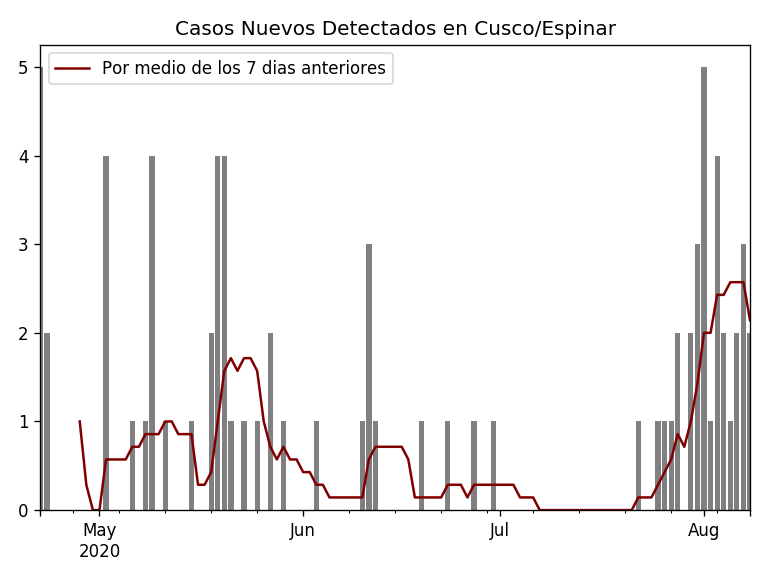 Casos Nuevos Detectados en Cusco/Espinar
Por medio de los 7 dias anteriores
5
4
3
2
1
0
May Jun Jul Aug
2020